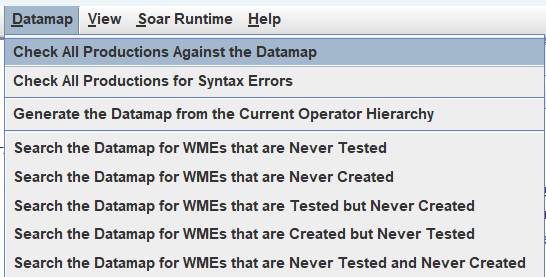 Datamap View Soar Runtime Help
Check All Productions Against the Datamap
Check All Productions for Syntax Errors
Generate the Datamap from the Current Operator Hierarchy
Search the Datamap for WMEs that are Never Tested
Search the Datamap for WMEs that are Never Created
Search the Datamap for WMEs that are Tested but Never Created
Search the Datamap for WMEs that are Created but Never Tested
Search the Datamap for WMEs that are Never Tested and Never Created